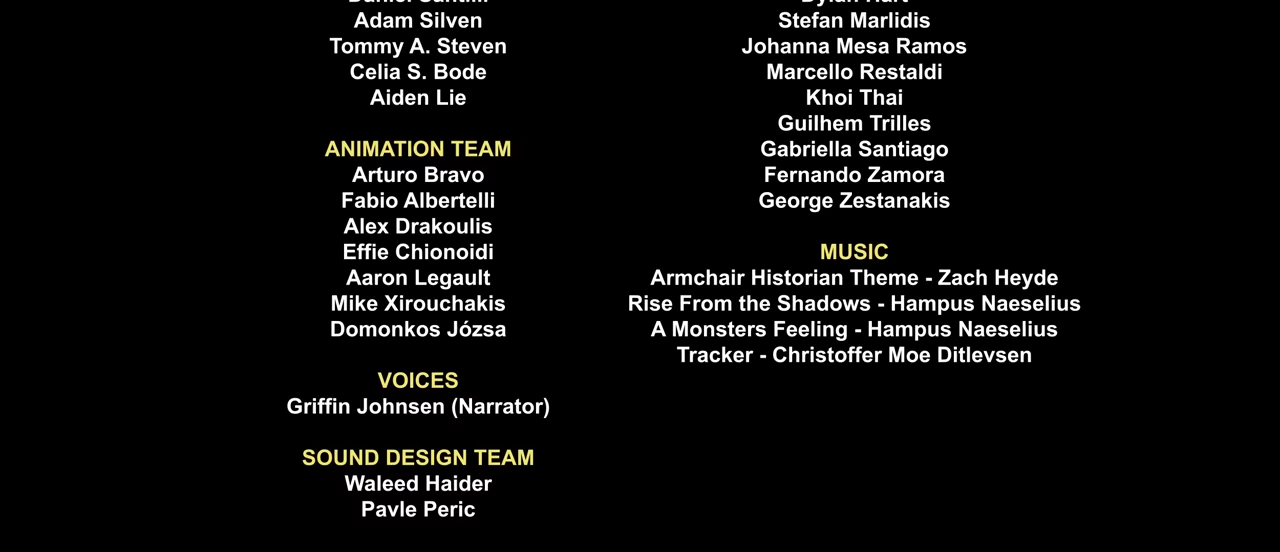 Adam Silven
Tommy A. Steven
Celia S. Bode
Aiden Lie
ANIMATION TEAM
Arturo Bravo
Fabio Albertelli
Alex Drakoulis
Effie Chionoidi
Aaron Legault
Mike Xirouchakis
Domonkos Józsa
VOICES
Griffin Johnsen (Narrator)
SOUND DESIGN TEAM
Waleed Haider
Pavle Peric
Stefan Marlidis
Johanna Mesa Ramos
Marcello Restaldi
Khoi Thai
Guilhem Trilles
Gabriella Santiago
Fernando Zamora
George Zestanakis
MUSIC
Armchair Historian Theme - Zach Heyde
Rise From the Shadows - Hampus Naeselius
A Monsters Feeling - Hampus Naeselius
Tracker - Christoffer Moe Ditlevsen